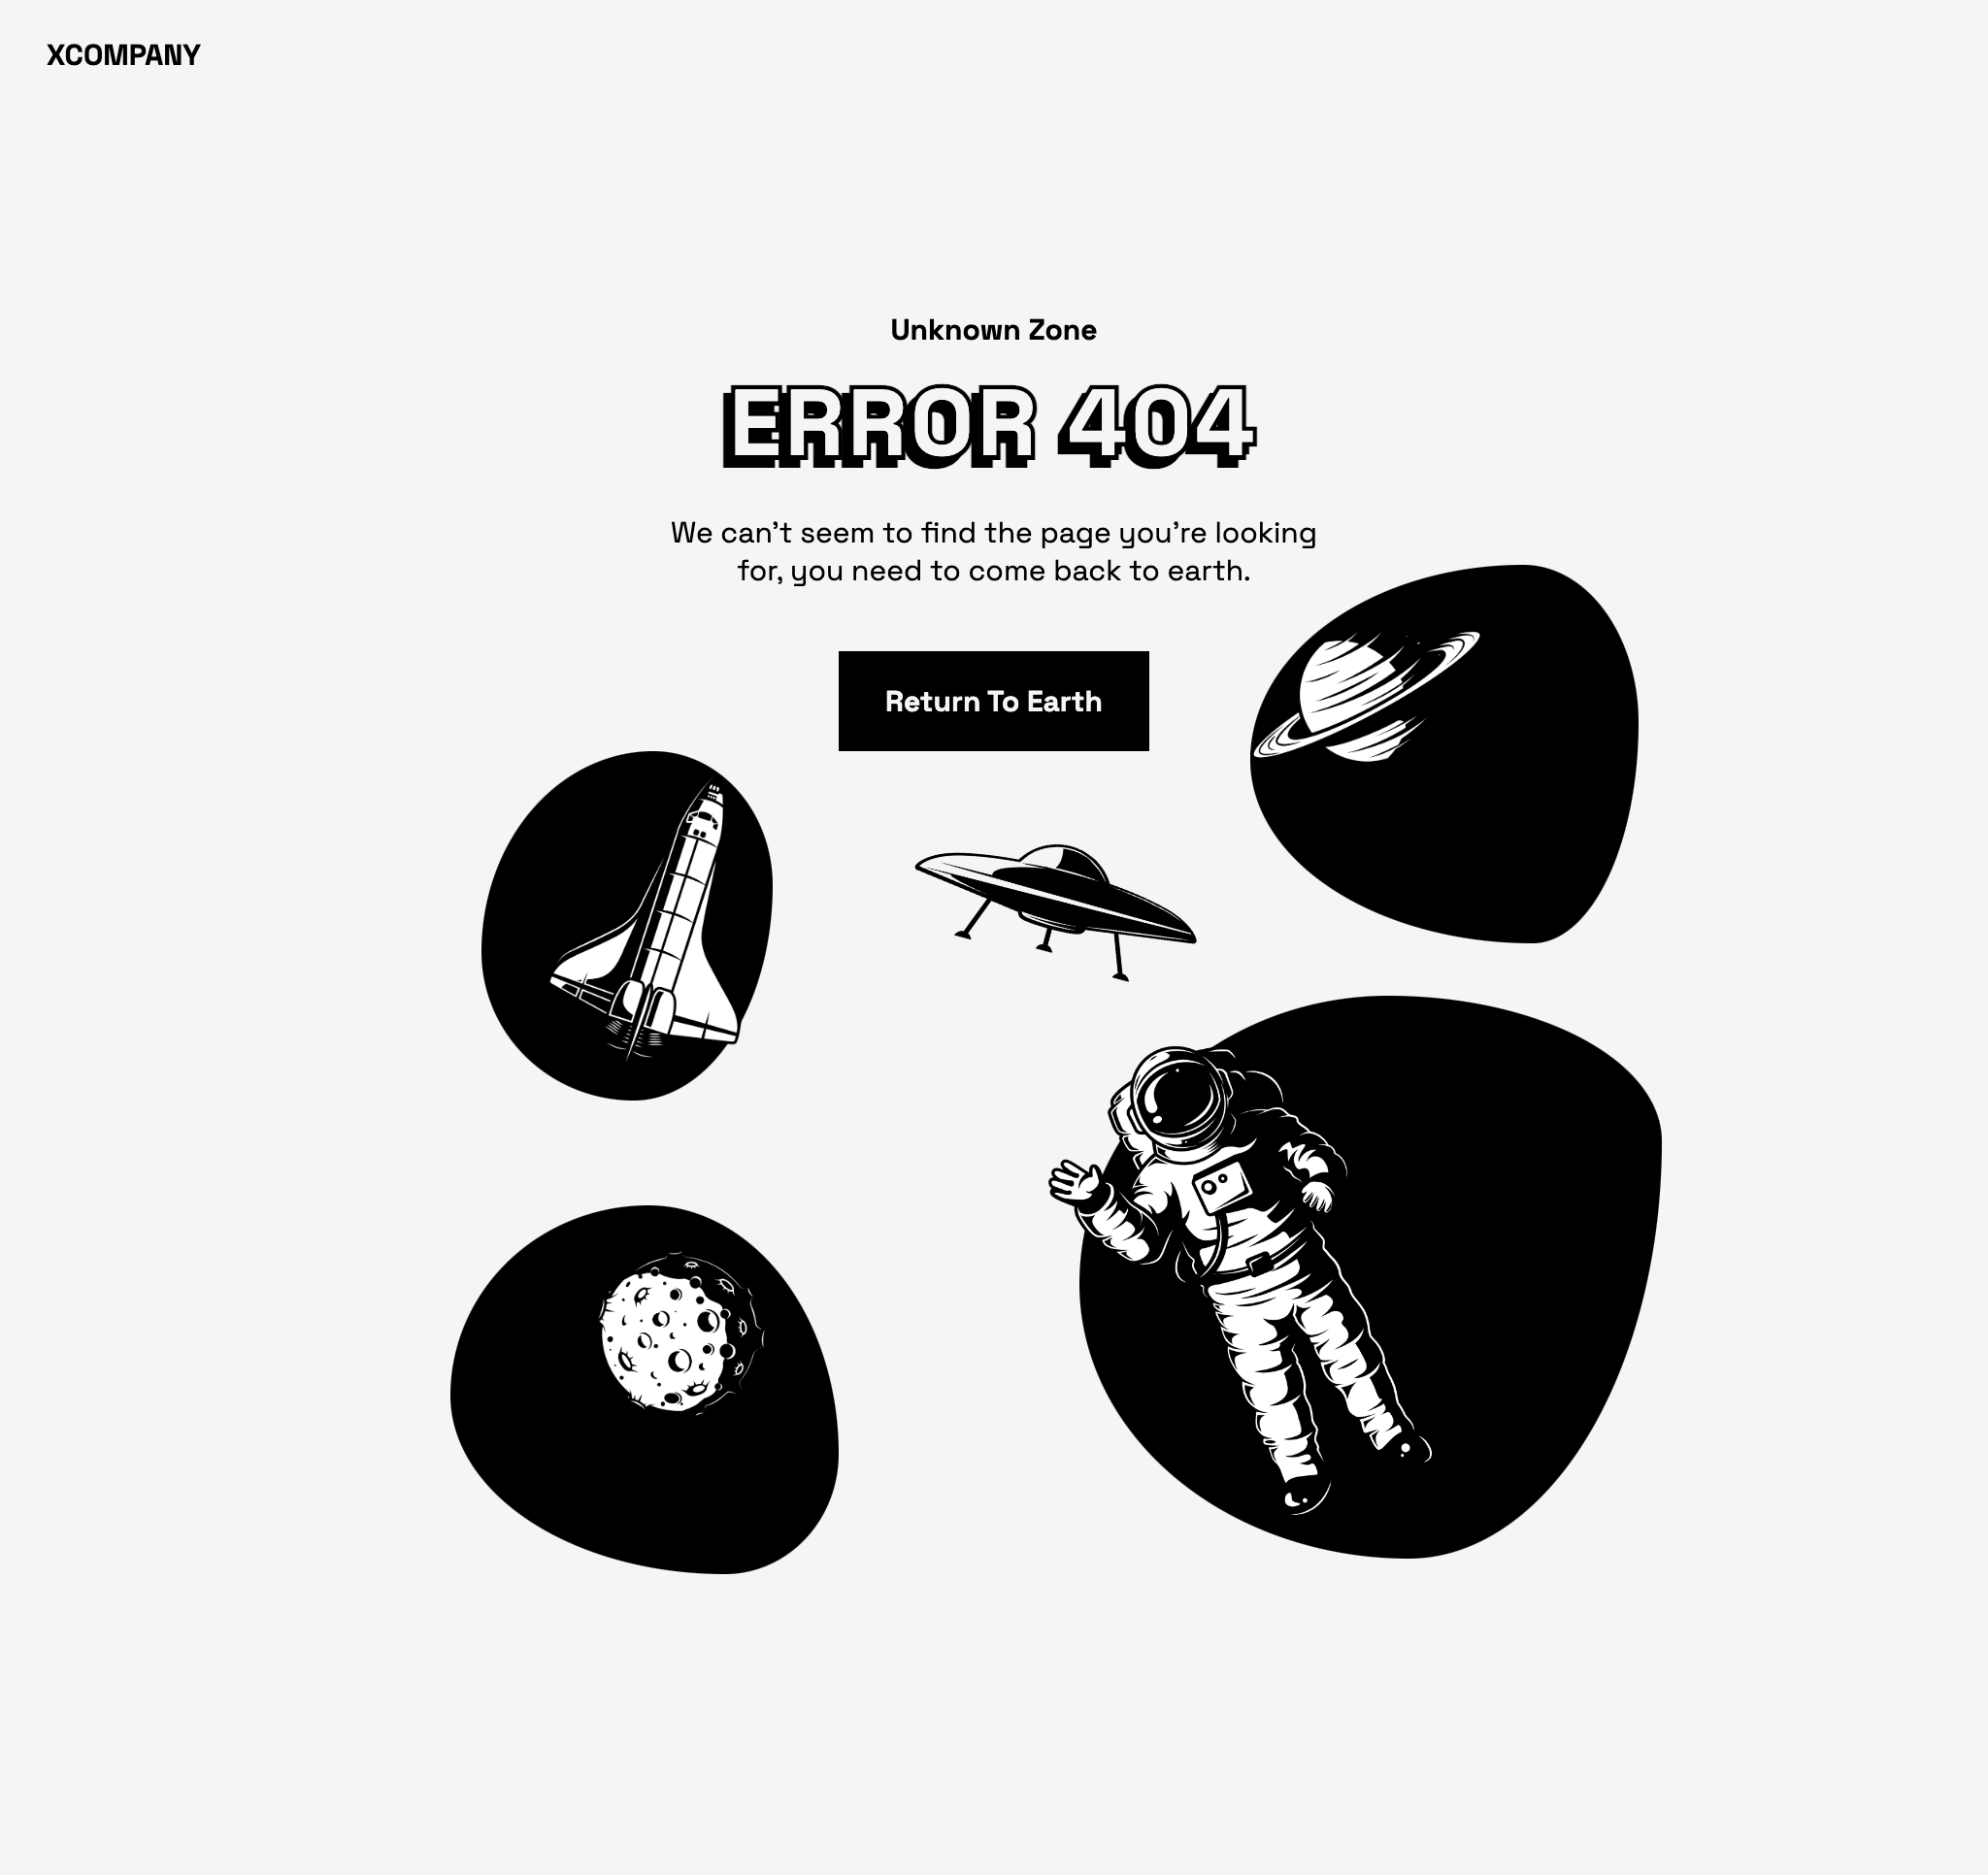 XCOMPANY
Unknown Zone
ERROR 404
We can't seem to find the page you're looking
for, you need to come back to earth.
Return To Earth